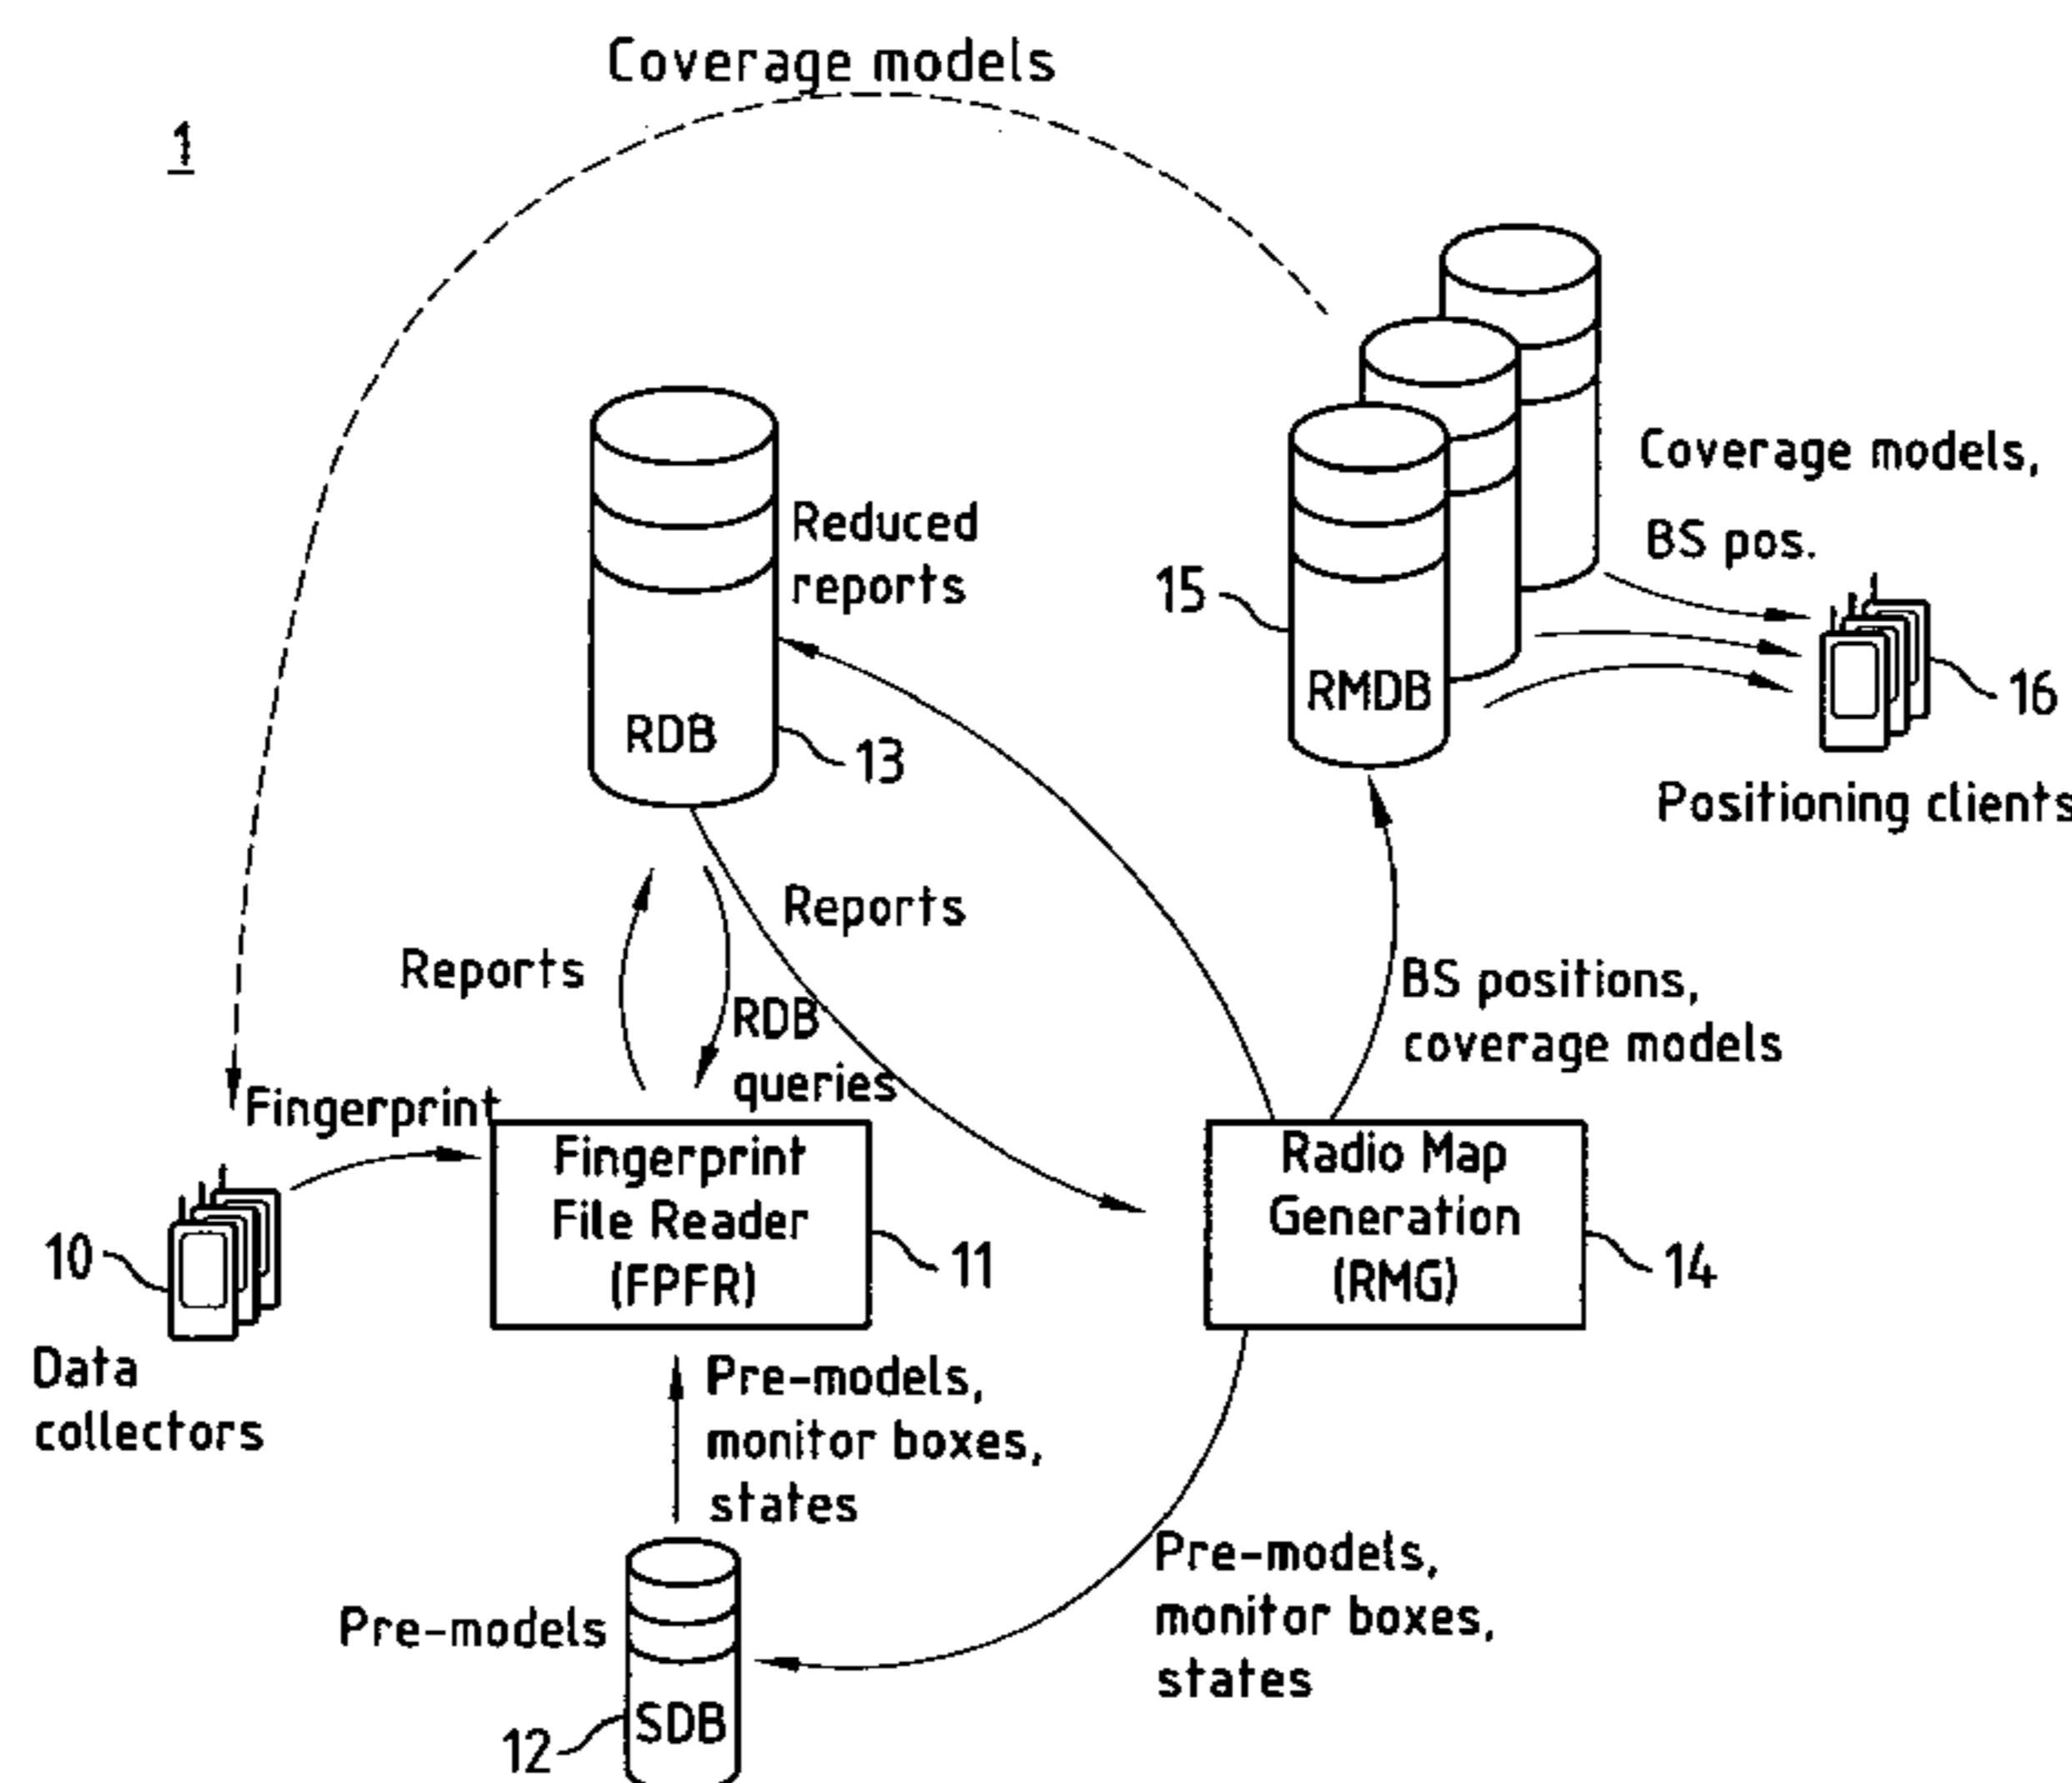 Coverage models
1
Coverage models,
BS pos.
Reduced
reports
15
RMDB
16
RDB
13
Positioning clients
Reports
Reports
BS positions,
coverage models
RDB
queries
Fingerprint
Fingerprint
File Reader
(FPFR)
Radio Map
Generation
(RMG)
10
11
14
Data
collectors
Pre-models,
monitor boxes,
states
Pre-models,
monitor boxes,
states
Pre-models
SDB
12